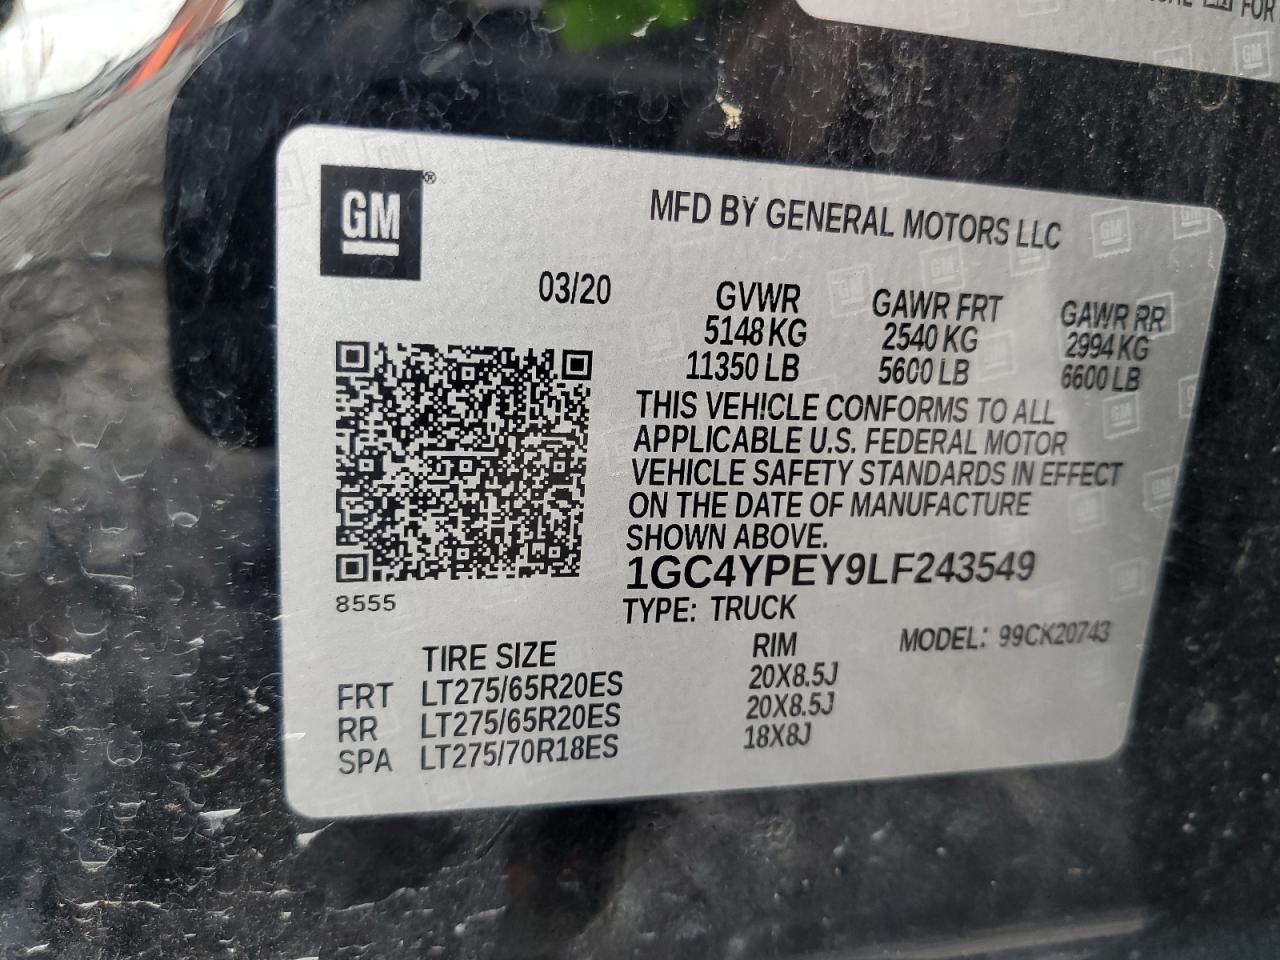 FOR
GM®
MFD BY GENERAL MOTORS LLC
03/20
GVWR GAWR FRT GAWR RR
5148 KG 2540 KG 2994 KG
11350 LB 5600 LB 6600 LB
THIS VEHICLE CONFORMS TO ALL
APPLICABLE U.S. FEDERAL MOTOR
VEHICLE SAFETY STANDARDS IN EFFECT
ON THE DATE OF MANUFACTURE
SHOWN ABOVE.
1GC4YPEY9LF243549
8555
TYPE: TRUCK
MODEL: 99CK20743
TIRE SIZE RIM
FRT LT275/65R20ES 20X8.5J
RR LT275/65R20ES 20X8.5J
SPA LT275/70R18ES 18X8J